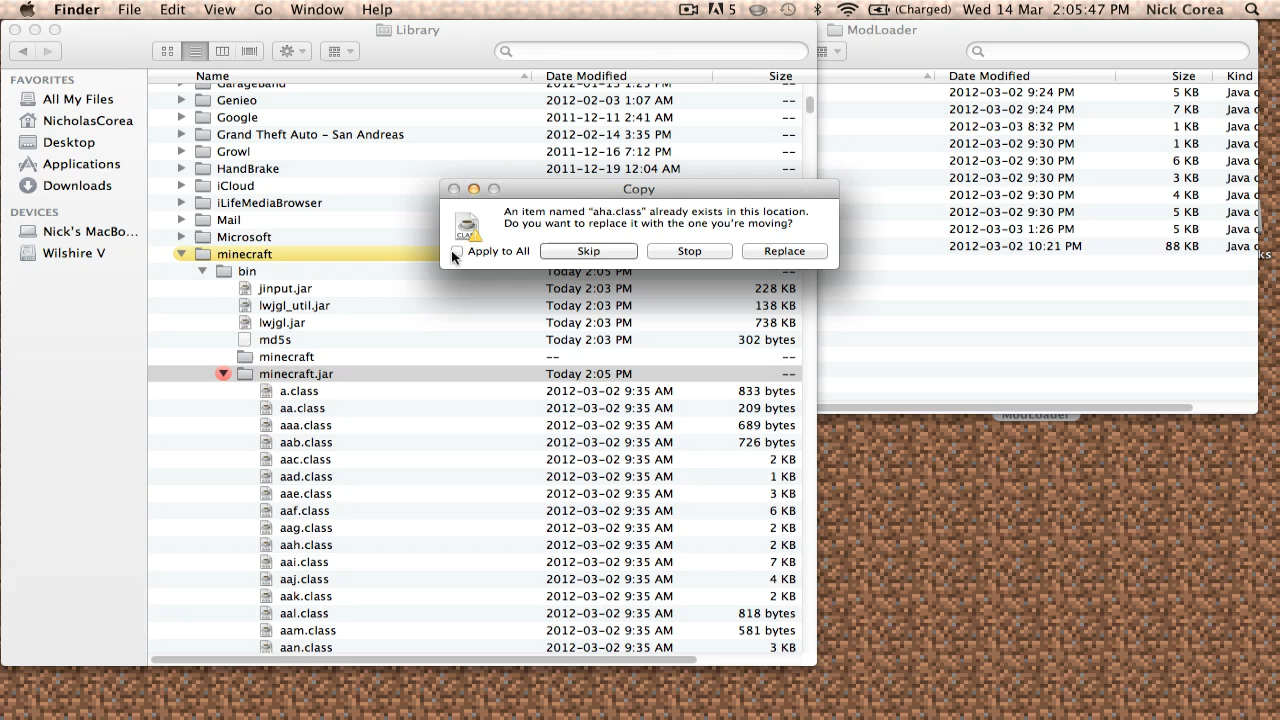 Finder File Edit View Go Window Help 5 (Charged) Wed 14 Mar 2:05:47 PM Nick Corea
Library
ModLoader
Name Date Modified Size
Date Modified Size Kind
FAVORITES
All My Files
NicholasCorea
Desktop
Applications
Downloads
DEVICES
Nick's MacBo...
Wilshire V
GarageBand 2012-01-15 1:25 AM --
Genieo 2012-02-03 1:07 AM --
Google 2011-12-11 2:41 AM --
Grand Theft Auto - San Andreas 2012-02-14 3:35 PM --
Growl 2011-12-16 7:12 PM --
HandBrake 2011-12-19 12:04 AM --
iCloud
iLifeMediaBrowser
Mail
Microsoft
minecraft
bin Today 2:05 PM --
jinput.jar Today 2:03 PM 228 KB
lwjgl_util.jar Today 2:03 PM 138 KB
lwjgl.jar Today 2:03 PM 738 KB
md5s Today 2:03 PM 302 bytes
minecraft -- --
minecraft.jar Today 2:05 PM --
a.class 2012-03-02 9:35 AM 833 bytes
aa.class 2012-03-02 9:35 AM 209 bytes
aaa.class 2012-03-02 9:35 AM 689 bytes
aab.class 2012-03-02 9:35 AM 726 bytes
aac.class 2012-03-02 9:35 AM 2 KB
aad.class 2012-03-02 9:35 AM 1 KB
aae.class 2012-03-02 9:35 AM 3 KB
aaf.class 2012-03-02 9:35 AM 6 KB
aag.class 2012-03-02 9:35 AM 2 KB
aah.class 2012-03-02 9:35 AM 2 KB
aai.class 2012-03-02 9:35 AM 7 KB
aaj.class 2012-03-02 9:35 AM 4 KB
aak.class 2012-03-02 9:35 AM 2 KB
aal.class 2012-03-02 9:35 AM 818 bytes
aam.class 2012-03-02 9:35 AM 581 bytes
aan.class 2012-03-02 9:35 AM 3 KB
Copy
An item named “aha.class” already exists in this location.
Do you want to replace it with the one you’re moving?
Apply to All Skip Stop Replace
2012-03-02 9:24 PM 5 KB Java c
2012-03-02 9:24 PM 7 KB Java c
2012-03-03 8:32 PM 1 KB Java c
2012-03-02 9:30 PM 1 KB Java c
2012-03-02 9:30 PM 6 KB Java c
2012-03-02 9:30 PM 3 KB Java c
2012-03-02 9:30 PM 4 KB Java c
2012-03-02 9:30 PM 5 KB Java c
2012-03-03 1:26 PM 5 KB Java c
2012-03-02 10:21 PM 88 KB Java c
ks
ModLoader